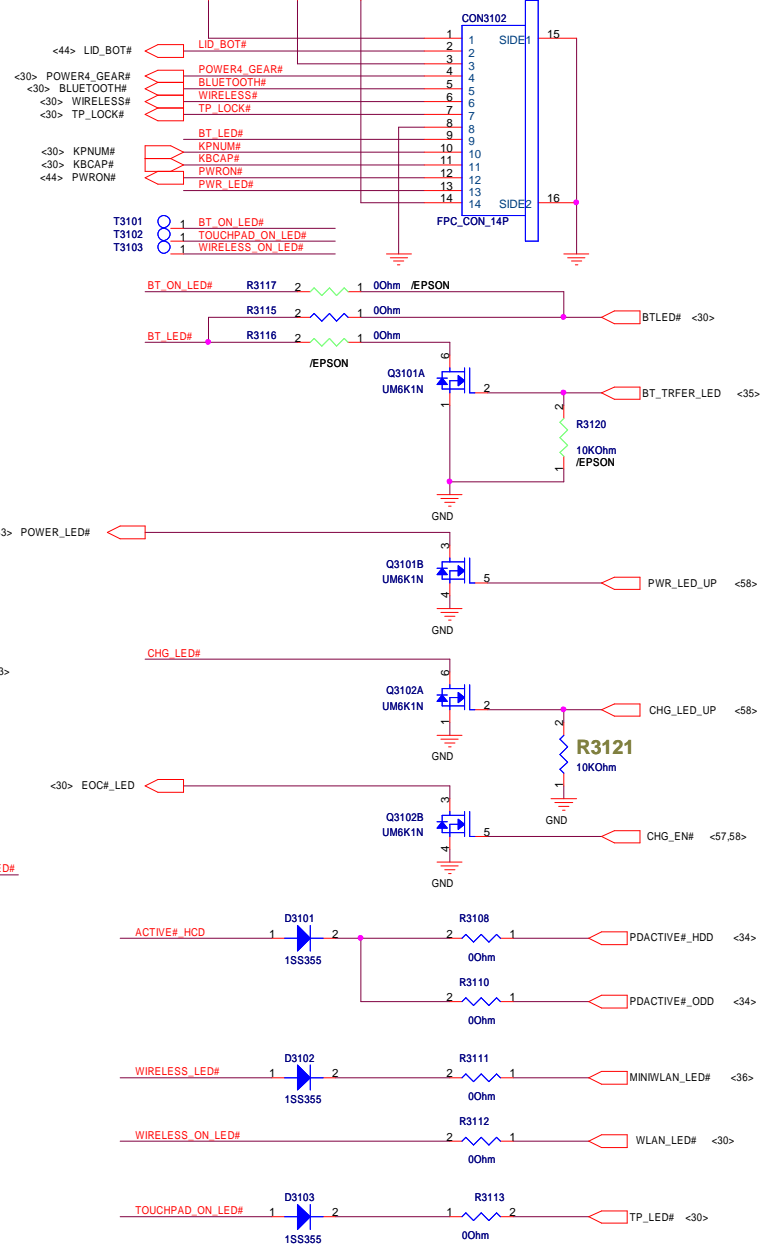 CON3102
1 1 SIDE1 15
<44> LID_BOT# LID_BOT# 2 2
3 3
<30> POWER4_GEAR# POWER4_GEAR# 4 4
<30> BLUETOOTH# BLUETOOTH# 5 5
<30> WIRELESS# WIRELESS# 6 6
<30> TP_LOCK# TP_LOCK# 7 7
8 8
BT_LED# 9 9
<30> KPNUM# KPNUM# 10 10
<30> KBCAP# KBCAP# 11 11
<44> PWRON# PWRON# 12 12
PWR_LED# 13 13
14 14 SIDE2 16
FPC_CON_14P
T3101 1 BT_ON_LED#
T3102 1 TOUCHPAD_ON_LED#
T3103 1 WIRELESS_ON_LED#
BT_ON_LED# R3117 2 1 0Ohm /EPSON
R3115 2 1 0Ohm BTLED# <30>
BT_LED# R3116 2 1 0Ohm
/EPSON
6
Q3101A
UM6K1N 2 BT_TRFER_LED <35>
1 2
R3120
10KOhm
1 /EPSON
GND
3> POWER_LED#
3
Q3101B
UM6K1N 5 PWR_LED_UP <58>
4
GND
CHG_LED#
3>
6
Q3102A
UM6K1N 2 CHG_LED_UP <58>
1 2
R3121
10KOhm
GND 1
<30> EOC#_LED
GND
3
Q3102B
UM6K1N 5 CHG_EN# <57,58>
4
ED#
GND
D3101 R3108
ACTIVE#_HCD 1 2 2 1 PDACTIVE#_HDD <34>
1SS355 0Ohm
R3110
2 1 PDACTIVE#_ODD <34>
0Ohm
D3102 R3111
WIRELESS_LED# 1 2 2 1 MINIWLAN_LED# <36>
1SS355 0Ohm
R3112
WIRELESS_ON_LED# 2 1 WLAN_LED# <30>
0Ohm
D3103 R3113
TOUCHPAD_ON_LED# 1 2 1 2 TP_LED# <30>
1SS355 0Ohm